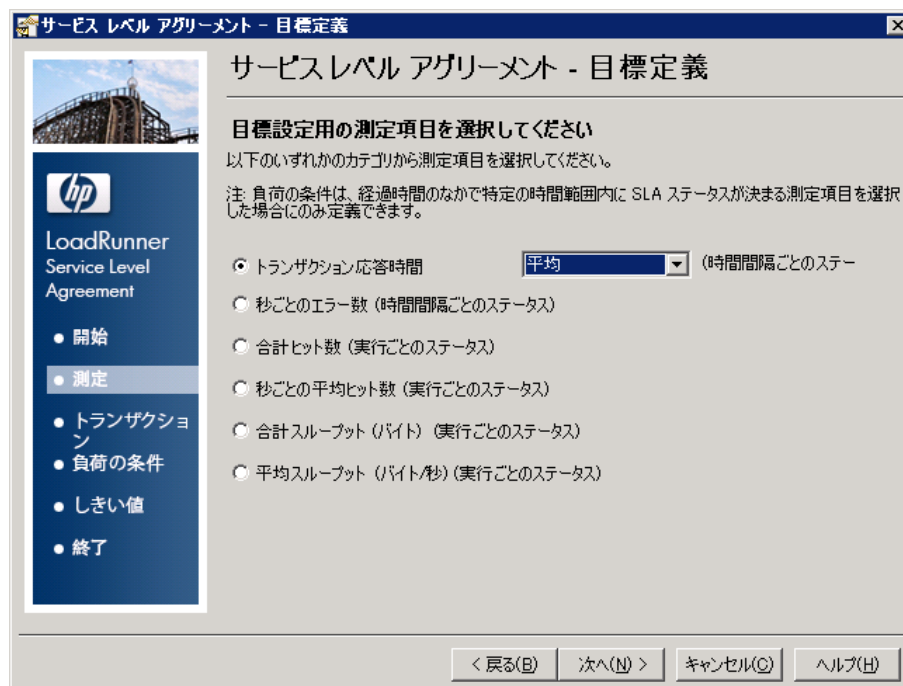 サービス レベル アグリーメント - 目標定義
サービス レベル アグリーメント - 目標定義
目標設定用の測定項目を選択してください
以下のいずれかのカテゴリから測定項目を選択してください。
注: 負荷の条件は、経過時間のなかで特定の時間範囲内に SLA ステータスが決まる測定項目を選択
した場合にのみ定義できます。
hp
LoadRunner
Service Level
Agreement
● 開始
● 測定
● トランザクショ
ン
● 負荷の条件
● しきい値
● 終了
トランザクション応答時間 平均 (時間間隔ごとのステー
秒ごとのエラー数 (時間間隔ごとのステータス)
合計ヒット数 (実行ごとのステータス)
秒ごとの平均ヒット数 (実行ごとのステータス)
合計スループット (バイト) (実行ごとのステータス)
平均スループット (バイト/秒) (実行ごとのステータス)
< 戻る(B) 次へ(N) > キャンセル(C) ヘルプ(H)